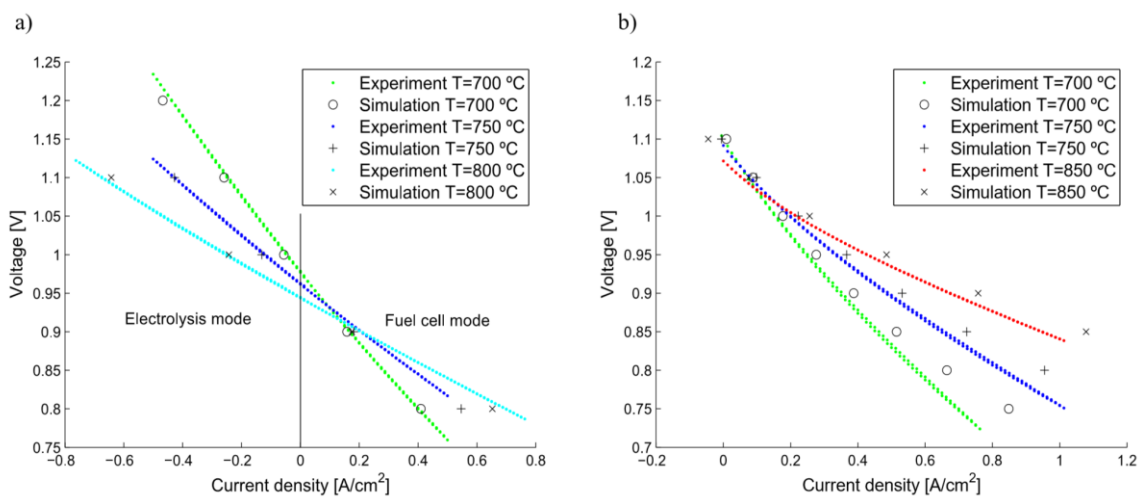 a)
1.25
1.2
1.15
1.1
1.05
1
0.95
0.9
0.85
0.8
0.75
Voltage [V]
Experiment T=700 ºC
Simulation T=700 ºC
Experiment T=750 ºC
Simulation T=750 ºC
Experiment T=800 ºC
Simulation T=800 ºC
Electrolysis mode
Fuel cell mode
-0.8 -0.6 -0.4 -0.2 0 0.2 0.4 0.6 0.8
Current density [A/cm²]
b)
1.2
1.15
1.1
1.05
1
0.95
0.9
0.85
0.8
0.75
0.7
Voltage [V]
Experiment T=700 ºC
Simulation T=700 ºC
Experiment T=750 ºC
Simulation T=750 ºC
Experiment T=850 ºC
Simulation T=850 ºC
-0.2 0 0.2 0.4 0.6 0.8 1 1.2
Current density [A/cm²]